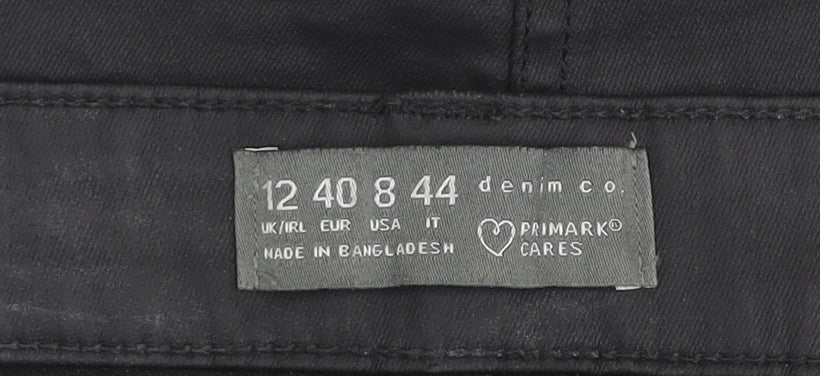 12 40 8 44 denim co.
UK/IRL EUR USA IT
PRIMARK®
MADE IN BANGLADESH
CARES